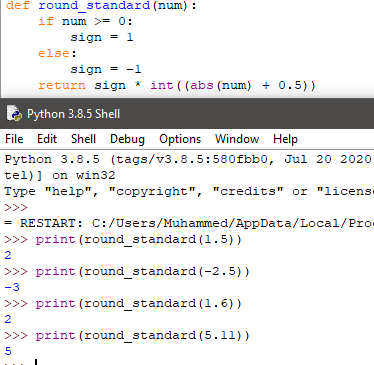 def round_standard(num):
    if num >= 0:
        sign = 1
    else:
        sign = -1
    return sign * int((abs(num) + 0.5))
Python 3.8.5 Shell
File Edit Shell Debug Options Window Help
Python 3.8.5 (tags/v3.8.5:580fbb0, Jul 20 2020,
tel)] on win32
Type "help", "copyright", "credits" or "license
>>>
= RESTART: C:/Users/Muhammed/AppData/Local/Pro
>>> print(round_standard(1.5))
2
>>> print(round_standard(-2.5))
-3
>>> print(round_standard(1.6))
2
>>> print(round_standard(5.11))
5
>>>